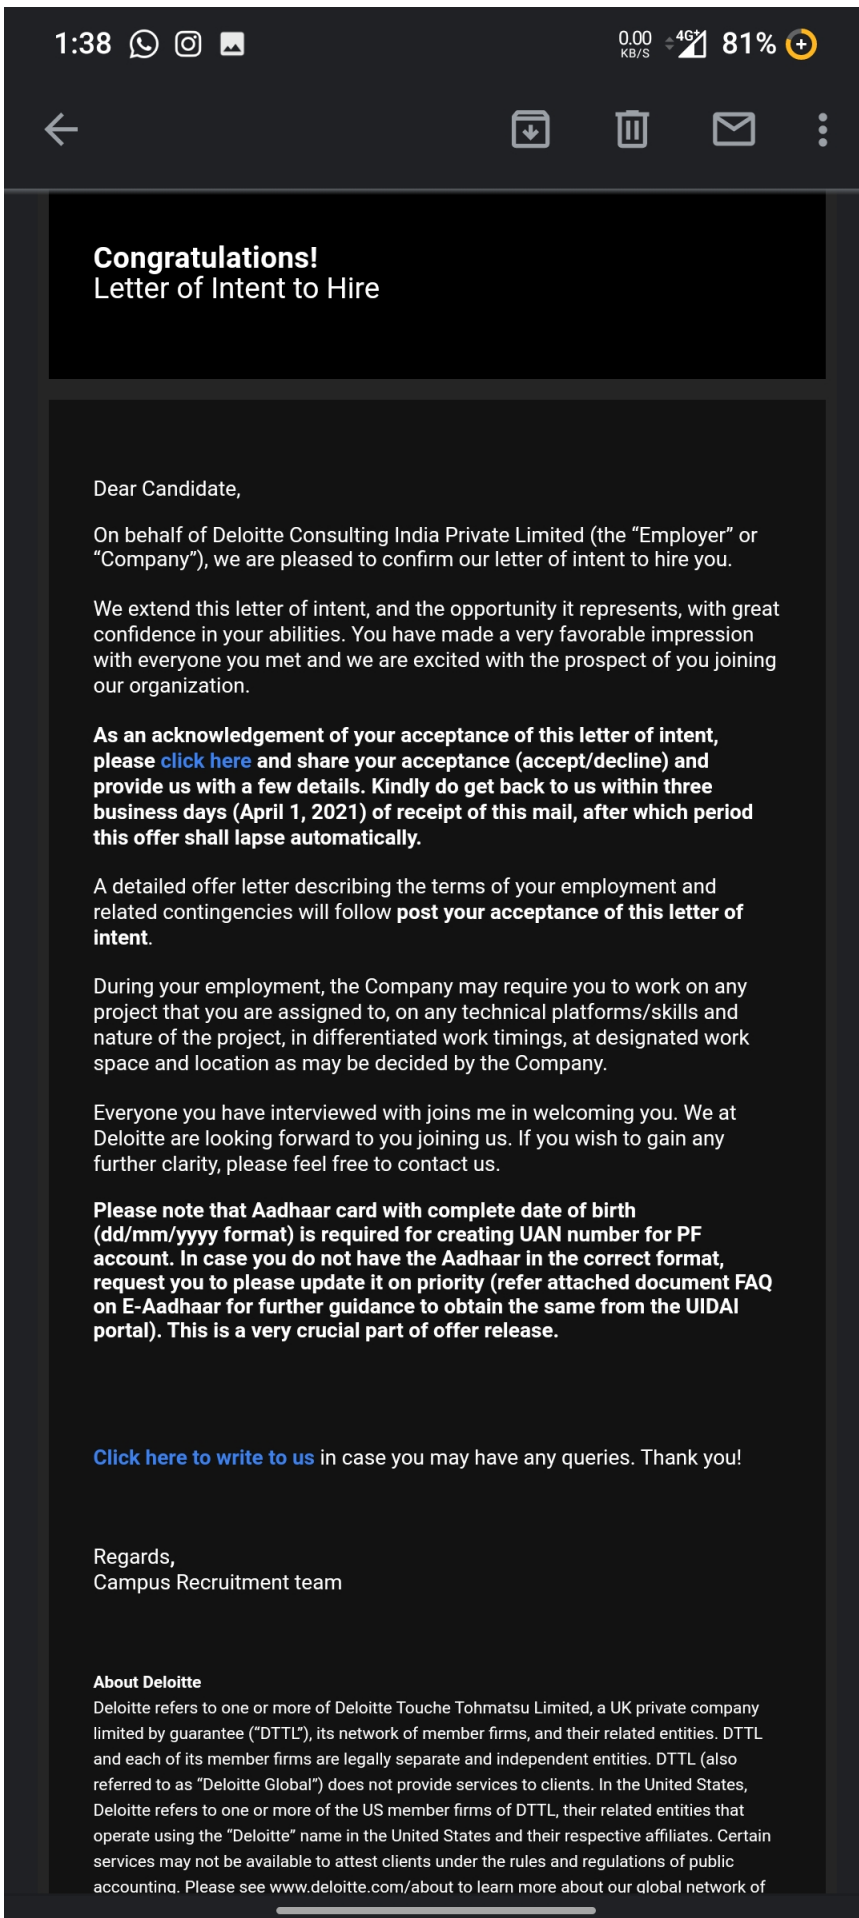 1:38
0.00
KB/S
4G+
81%
Congratulations!
Letter of Intent to Hire
Dear Candidate,
On behalf of Deloitte Consulting India Private Limited (the “Employer” or
“Company”), we are pleased to confirm our letter of intent to hire you.
We extend this letter of intent, and the opportunity it represents, with great
confidence in your abilities. You have made a very favorable impression
with everyone you met and we are excited with the prospect of you joining
our organization.
As an acknowledgement of your acceptance of this letter of intent,
please click here and share your acceptance (accept/decline) and
provide us with a few details. Kindly do get back to us within three
business days (April 1, 2021) of receipt of this mail, after which period
this offer shall lapse automatically.
A detailed offer letter describing the terms of your employment and
related contingencies will follow post your acceptance of this letter of
intent.
During your employment, the Company may require you to work on any
project that you are assigned to, on any technical platforms/skills and
nature of the project, in differentiated work timings, at designated work
space and location as may be decided by the Company.
Everyone you have interviewed with joins me in welcoming you. We at
Deloitte are looking forward to you joining us. If you wish to gain any
further clarity, please feel free to contact us.
Please note that Aadhaar card with complete date of birth
(dd/mm/yyyy format) is required for creating UAN number for PF
account. In case you do not have the Aadhaar in the correct format,
request you to please update it on priority (refer attached document FAQ
on E-Aadhaar for further guidance to obtain the same from the UIDAI
portal). This is a very crucial part of offer release.
Click here to write to us in case you may have any queries. Thank you!
Regards,
Campus Recruitment team
About Deloitte
Deloitte refers to one or more of Deloitte Touche Tohmatsu Limited, a UK private company
limited by guarantee (“DTTL”), its network of member firms, and their related entities. DTTL
and each of its member firms are legally separate and independent entities. DTTL (also
referred to as “Deloitte Global”) does not provide services to clients. In the United States,
Deloitte refers to one or more of the US member firms of DTTL, their related entities that
operate using the “Deloitte” name in the United States and their respective affiliates. Certain
services may not be available to attest clients under the rules and regulations of public
accounting. Please see www.deloitte.com/about to learn more about our global network of